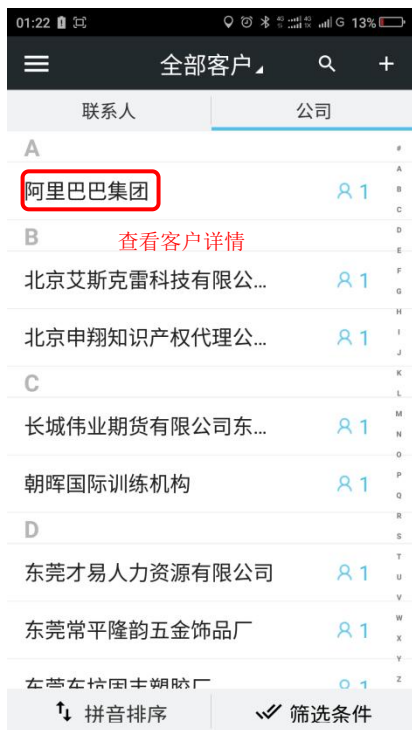 01:22 4G 4G 1X G 13%
全部客户
联系人 公司
A
阿里巴巴集团 1
B
查看客户详情
北京艾斯克雷科技有限公... 1
北京申翔知识产权代理公... 1
C
长城伟业期货有限公司东... 1
朝晖国际训练机构 1
D
东莞才易人力资源有限公司 1
东莞常平隆韵五金饰品厂 1
#
A
B
C
D
E
F
G
H
I
J
K
L
M
N
O
P
Q
R
S
T
U
V
W
X
Y
Z
拼音排序 筛选条件